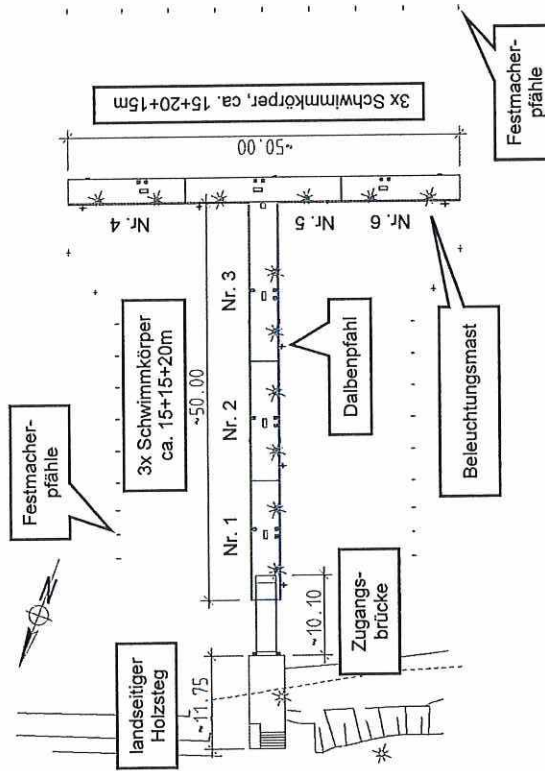 landseitiger
Holzsteg
~11.75
Zugangs-
brücke
~10.10
Festmacher-
pfähle
3x Schwimmkörper
ca. 15+15+20m
~50.00
Nr. 1
Nr. 2
Nr. 3
Dalbenpfahl
Nr. 4
Nr. 5
Nr. 6
Beleuchtungsmast
~50.00
3x Schwimmkörper, ca. 15+20+15m
Festmacher-
pfähle
N